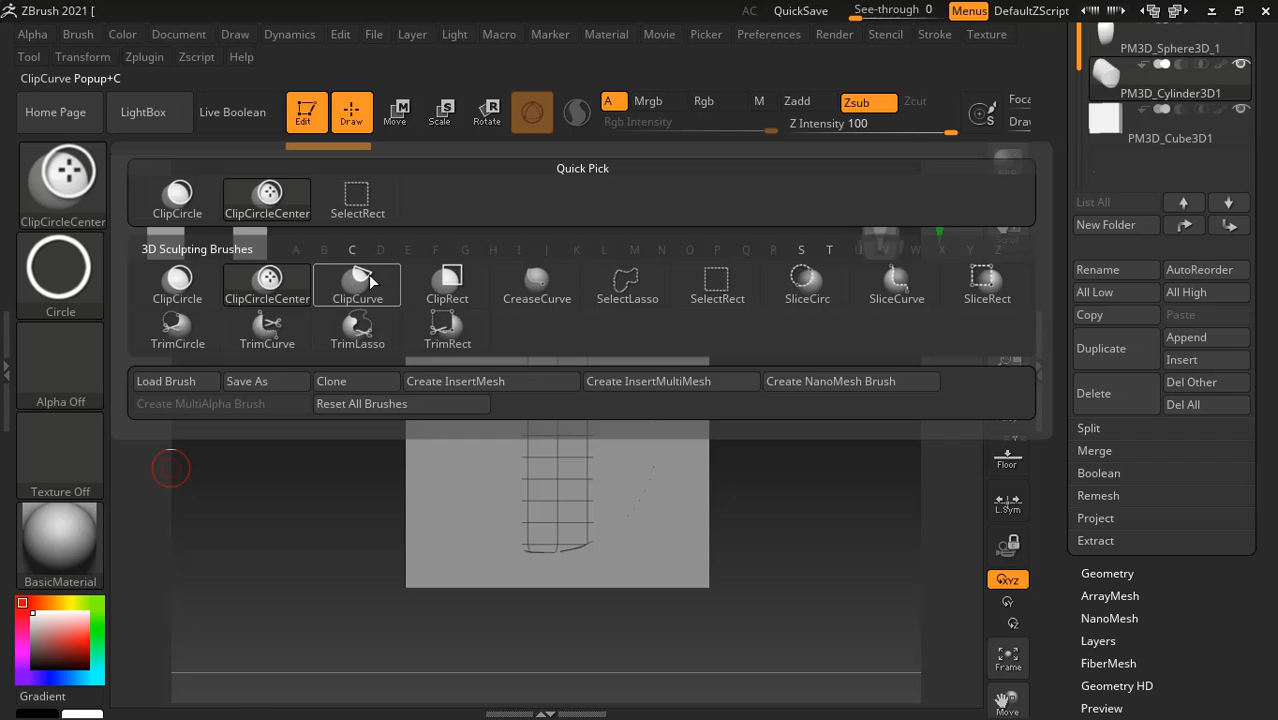 ZBrush 2021 [
AC QuickSave See-through 0 Menus DefaultZScript
Alpha Brush Color Document Draw Dynamics Edit File Layer Light Macro Marker Material Movie Picker Preferences Render Stencil Stroke Texture
Tool Transform Zplugin Zscript Help
ClipCurve Popup+C
Home Page LightBox Live Boolean Edit Draw Move Scale Rotate
A Mrgb Rgb M Zadd Zsub Zcut Foca
Rgb Intensity Z Intensity 100 Draw
PM3D_Sphere3D_1
PM3D_Cylinder3D1
PM3D_Cube3D1
ClipCircleCenter
Circle
Alpha Off
Texture Off
BasicMaterial
Gradient
Quick Pick
ClipCircle ClipCircleCenter SelectRect
3D Sculpting Brushes A B C D E F G H I J K L M N O P Q R S T U V W X Y Z
ClipCircle ClipCircleCenter ClipCurve ClipRect CreaseCurve SelectLasso SelectRect SliceCirc SliceCurve SliceRect
TrimCircle TrimCurve TrimLasso TrimRect
Load Brush Save As Clone Create InsertMesh Create InsertMultiMesh Create NanoMesh Brush
Create MultiAlpha Brush Reset All Brushes
Scroll
Floor
L.Sym
XYZ
Y
Z
Frame
Move
List All
New Folder
Rename AutoReorder
All Low All High
Copy Paste
Duplicate Append
Insert
Delete Del Other
Del All
Split
Merge
Boolean
Remesh
Project
Extract
Geometry
ArrayMesh
NanoMesh
Layers
FiberMesh
Geometry HD
Preview